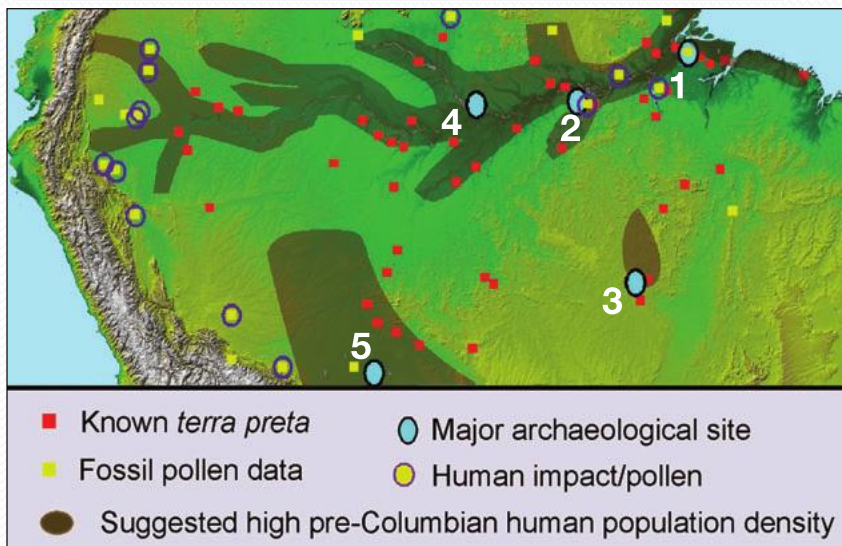 1
2
4
3
5
Known terra preta
Major archaeological site
Fossil pollen data
Human impact/pollen
Suggested high pre-Columbian human population density